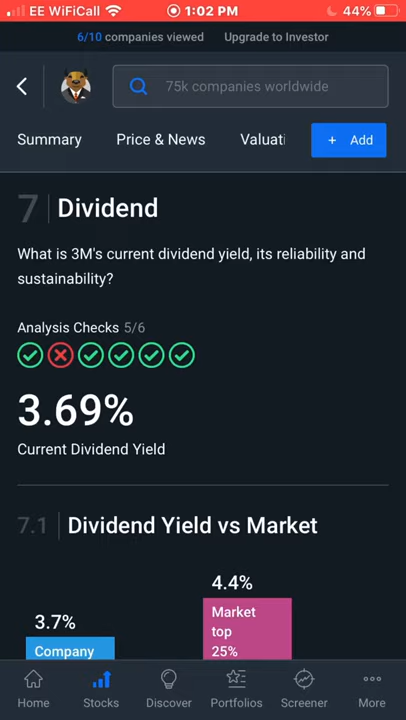 EE WiFiCall 1:02 PM 44%
6/10 companies viewed Upgrade to Investor
75k companies worldwide
Summary Price & News Valuati + Add
7 Dividend
What is 3M's current dividend yield, its reliability and
sustainability?
Analysis Checks 5/6
3.69%
Current Dividend Yield
7.1 Dividend Yield vs Market
4.4%
3.7%
Market
top
25%
Company
Home Stocks Discover Portfolios Screener More